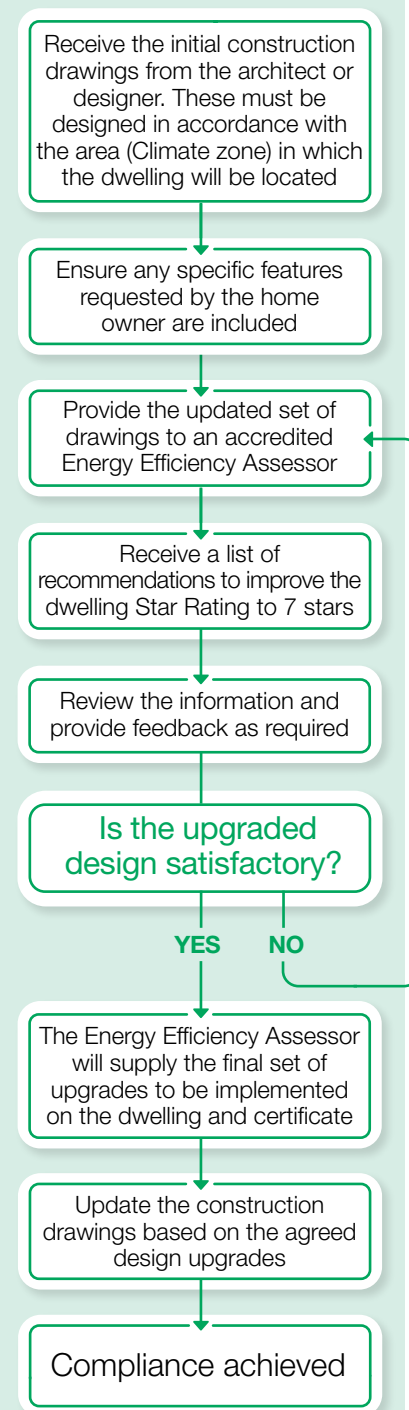 Receive the initial construction
drawings from the architect or
designer. These must be
designed in accordance with
the area (Climate zone) in which
the dwelling will be located
Ensure any specific features
requested by the home
owner are included
Provide the updated set of
drawings to an accredited
Energy Efficiency Assessor
Receive a list of
recommendations to improve the
dwelling Star Rating to 7 stars
Review the information and
provide feedback as required
Is the upgraded
design satisfactory?
YES NO
The Energy Efficiency Assessor
will supply the final set of
upgrades to be implemented
on the dwelling and certificate
Update the construction
drawings based on the agreed
design upgrades
Compliance achieved